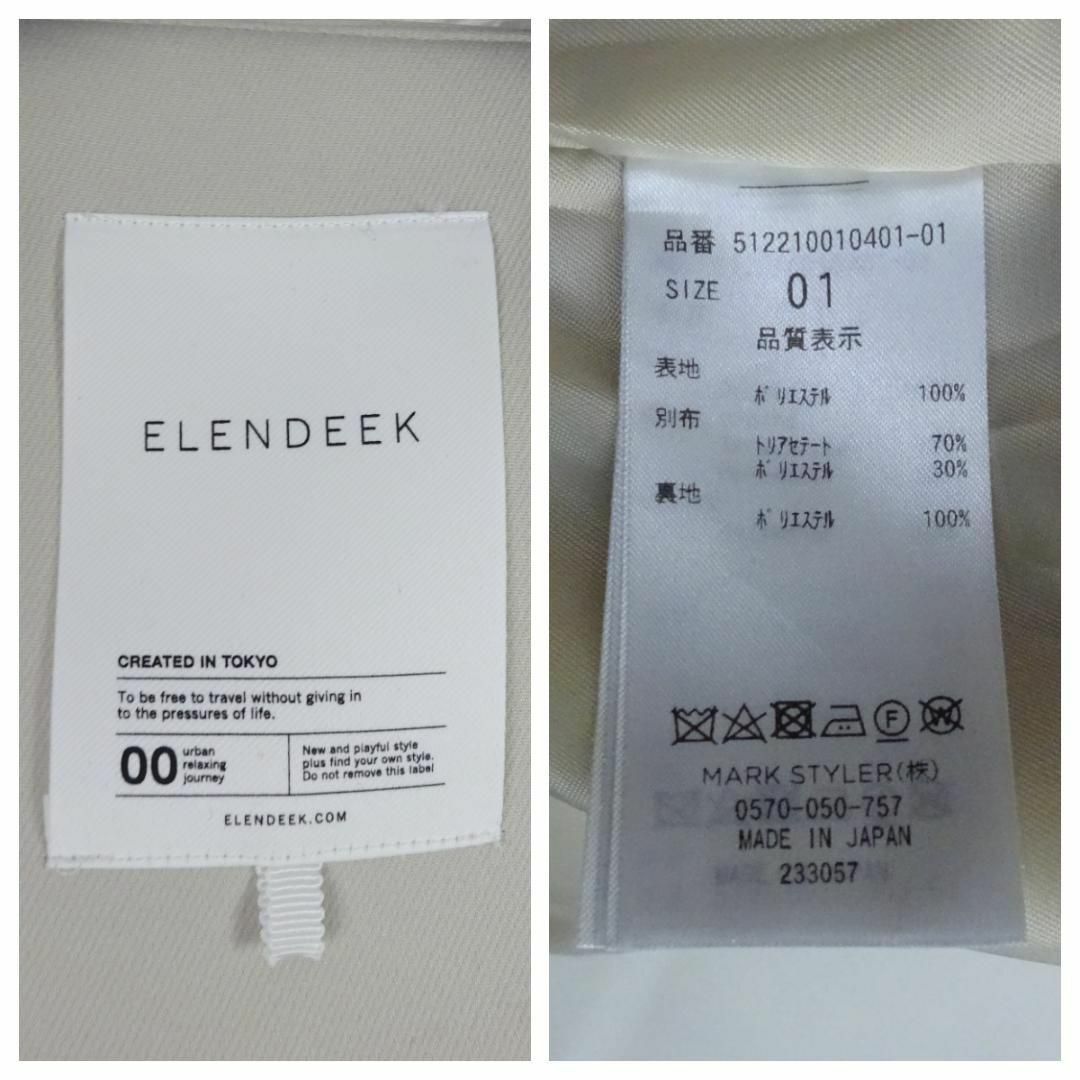 ELENDEEK
CREATED IN TOKYO
To be free to travel without giving in
to the pressures of life.
00
urban
relaxing
journey
New and playful style
plus find your own style.
Do not remove this label
ELENDEEK.COM
品番 512210010401-01
SIZE 01
品質表示
表地
ポリエステル 100%
別布
トリアセテート 70%
ポリエステル 30%
裏地
ポリエステル 100%
F W
MARK STYLER(株)
0570-050-757
MADE IN JAPAN
233057